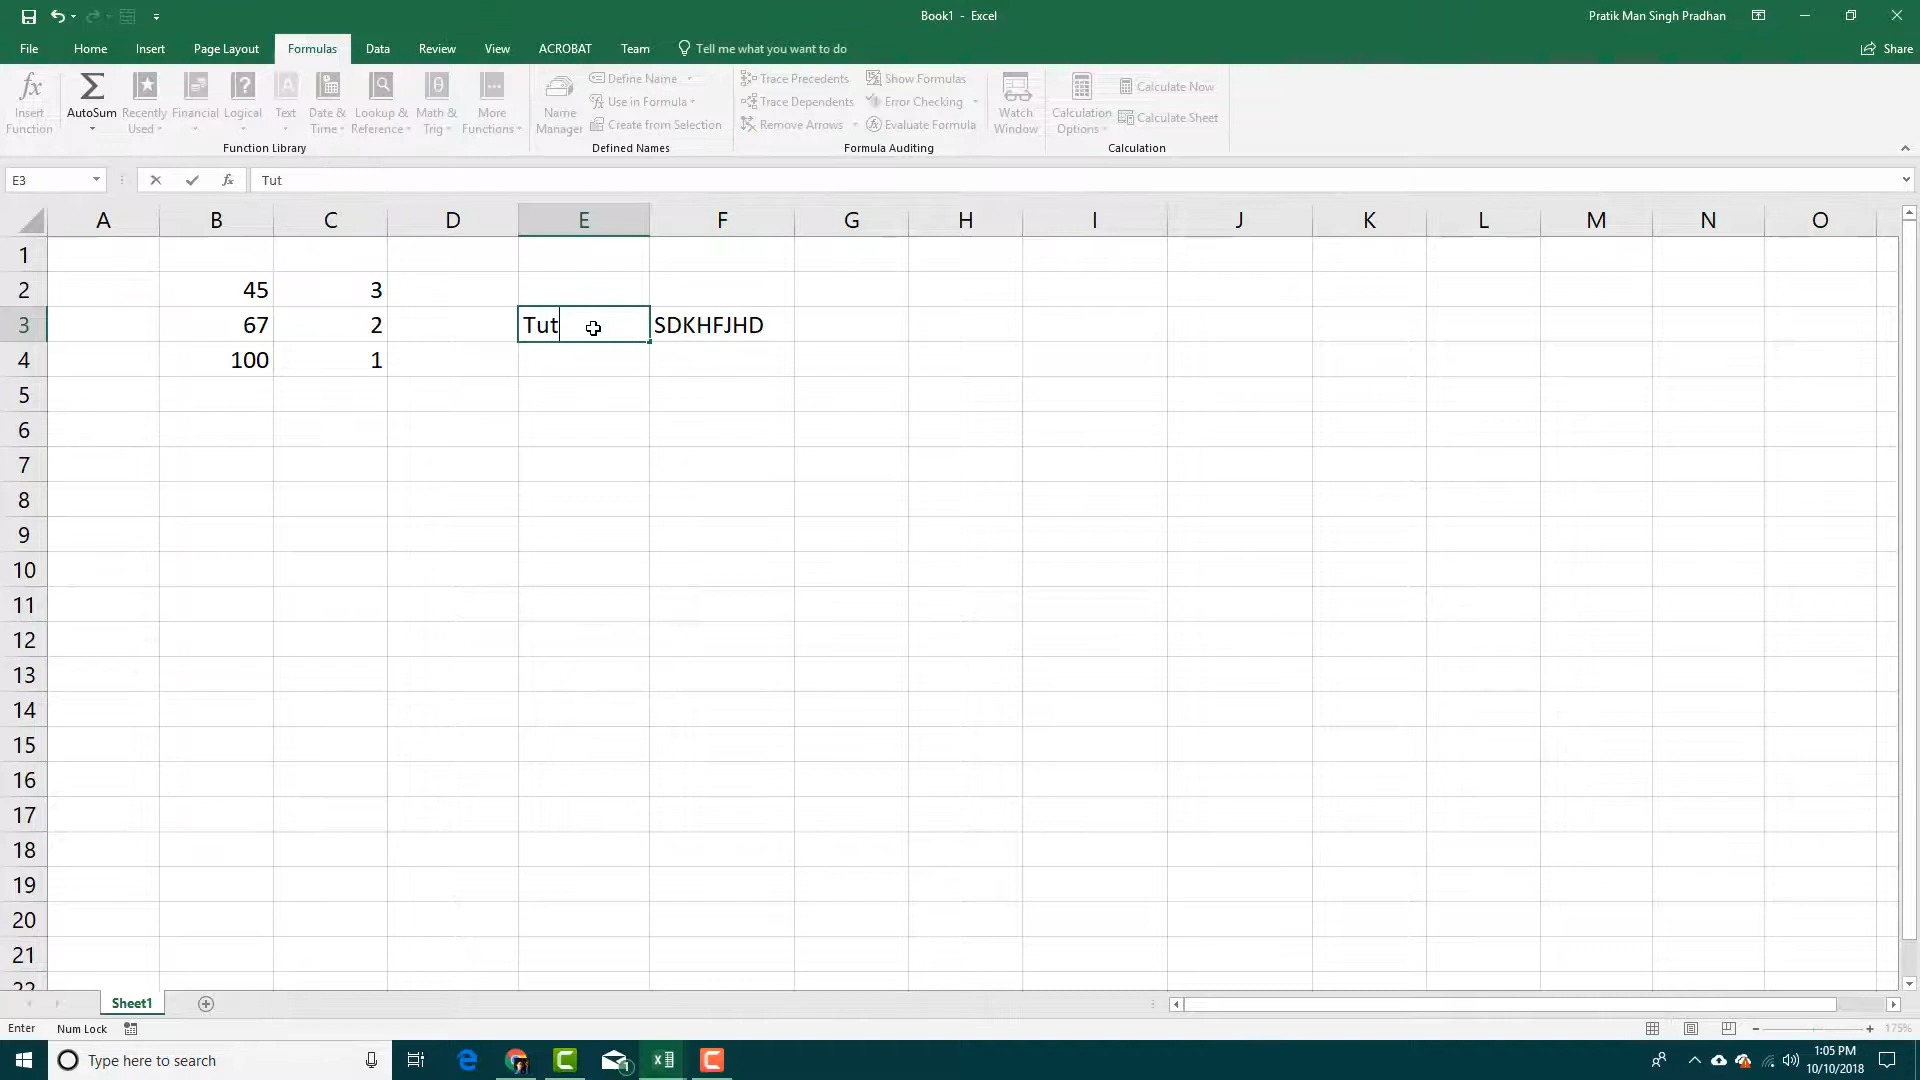 Book1 - Excel
Pratik Man Singh Pradhan
File Home Insert Page Layout Formulas Data Review View ACROBAT Team Tell me what you want to do Share
fx Insert Function
AutoSum
Recently Used
Financial
Logical
Text
Date & Time
Lookup & Reference
Math & Trig
More Functions
Function Library
Name Manager
Define Name
Use in Formula
Create from Selection
Defined Names
Trace Precedents
Trace Dependents
Remove Arrows
Show Formulas
Error Checking
Evaluate Formula
Formula Auditing
Watch Window
Calculation Options
Calculate Now
Calculate Sheet
Calculation
E3 fx Tut
A B C D E F G H I J K L M N O
1
2 45 3
3 67 2 Tut SDKHFJHD
4 100 1
5
6
7
8
9
10
11
12
13
14
15
16
17
18
19
20
21
22
Sheet1
Enter Num Lock 175%
Type here to search
1:05 PM
10/10/2018